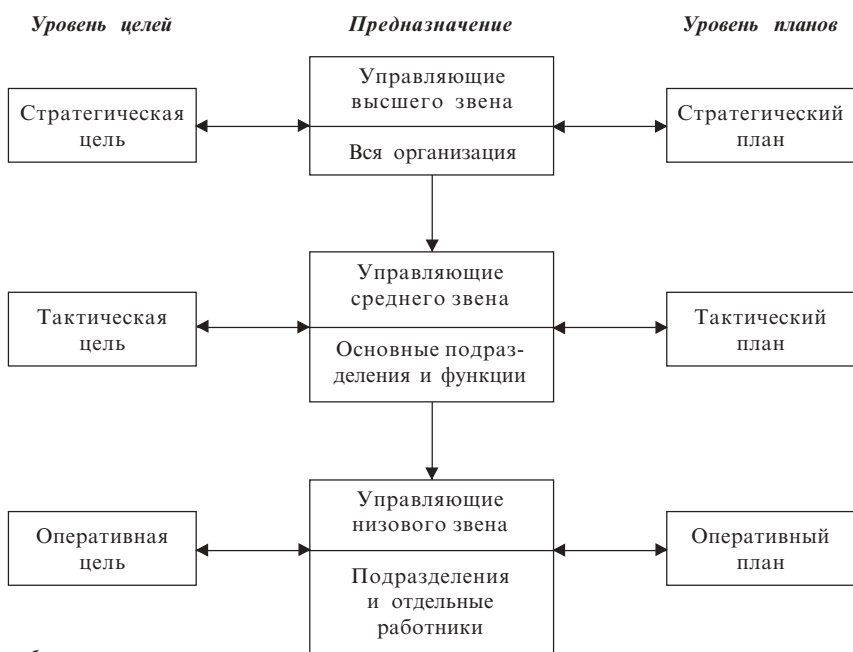 Уровень целей Предназначение Уровень планов
Управляющие
высшего звена
Стратегическая
цель
Вся организация
Стратегический
план
Управляющие
среднего звена
Тактическая
цель
Основные подраз-
деления и функции
Тактический
план
Управляющие
низового звена
Оперативная
цель
Подразделения
и отдельные
работники
Оперативный
план